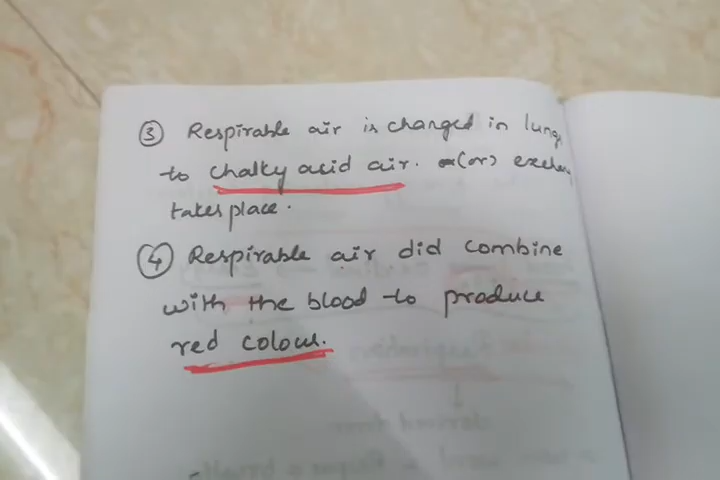 ③ Respirable air is changed in lungs
to chalky acid air. (or)
takes place.
④ Respirable air did combine
with the blood to produce
red colour.